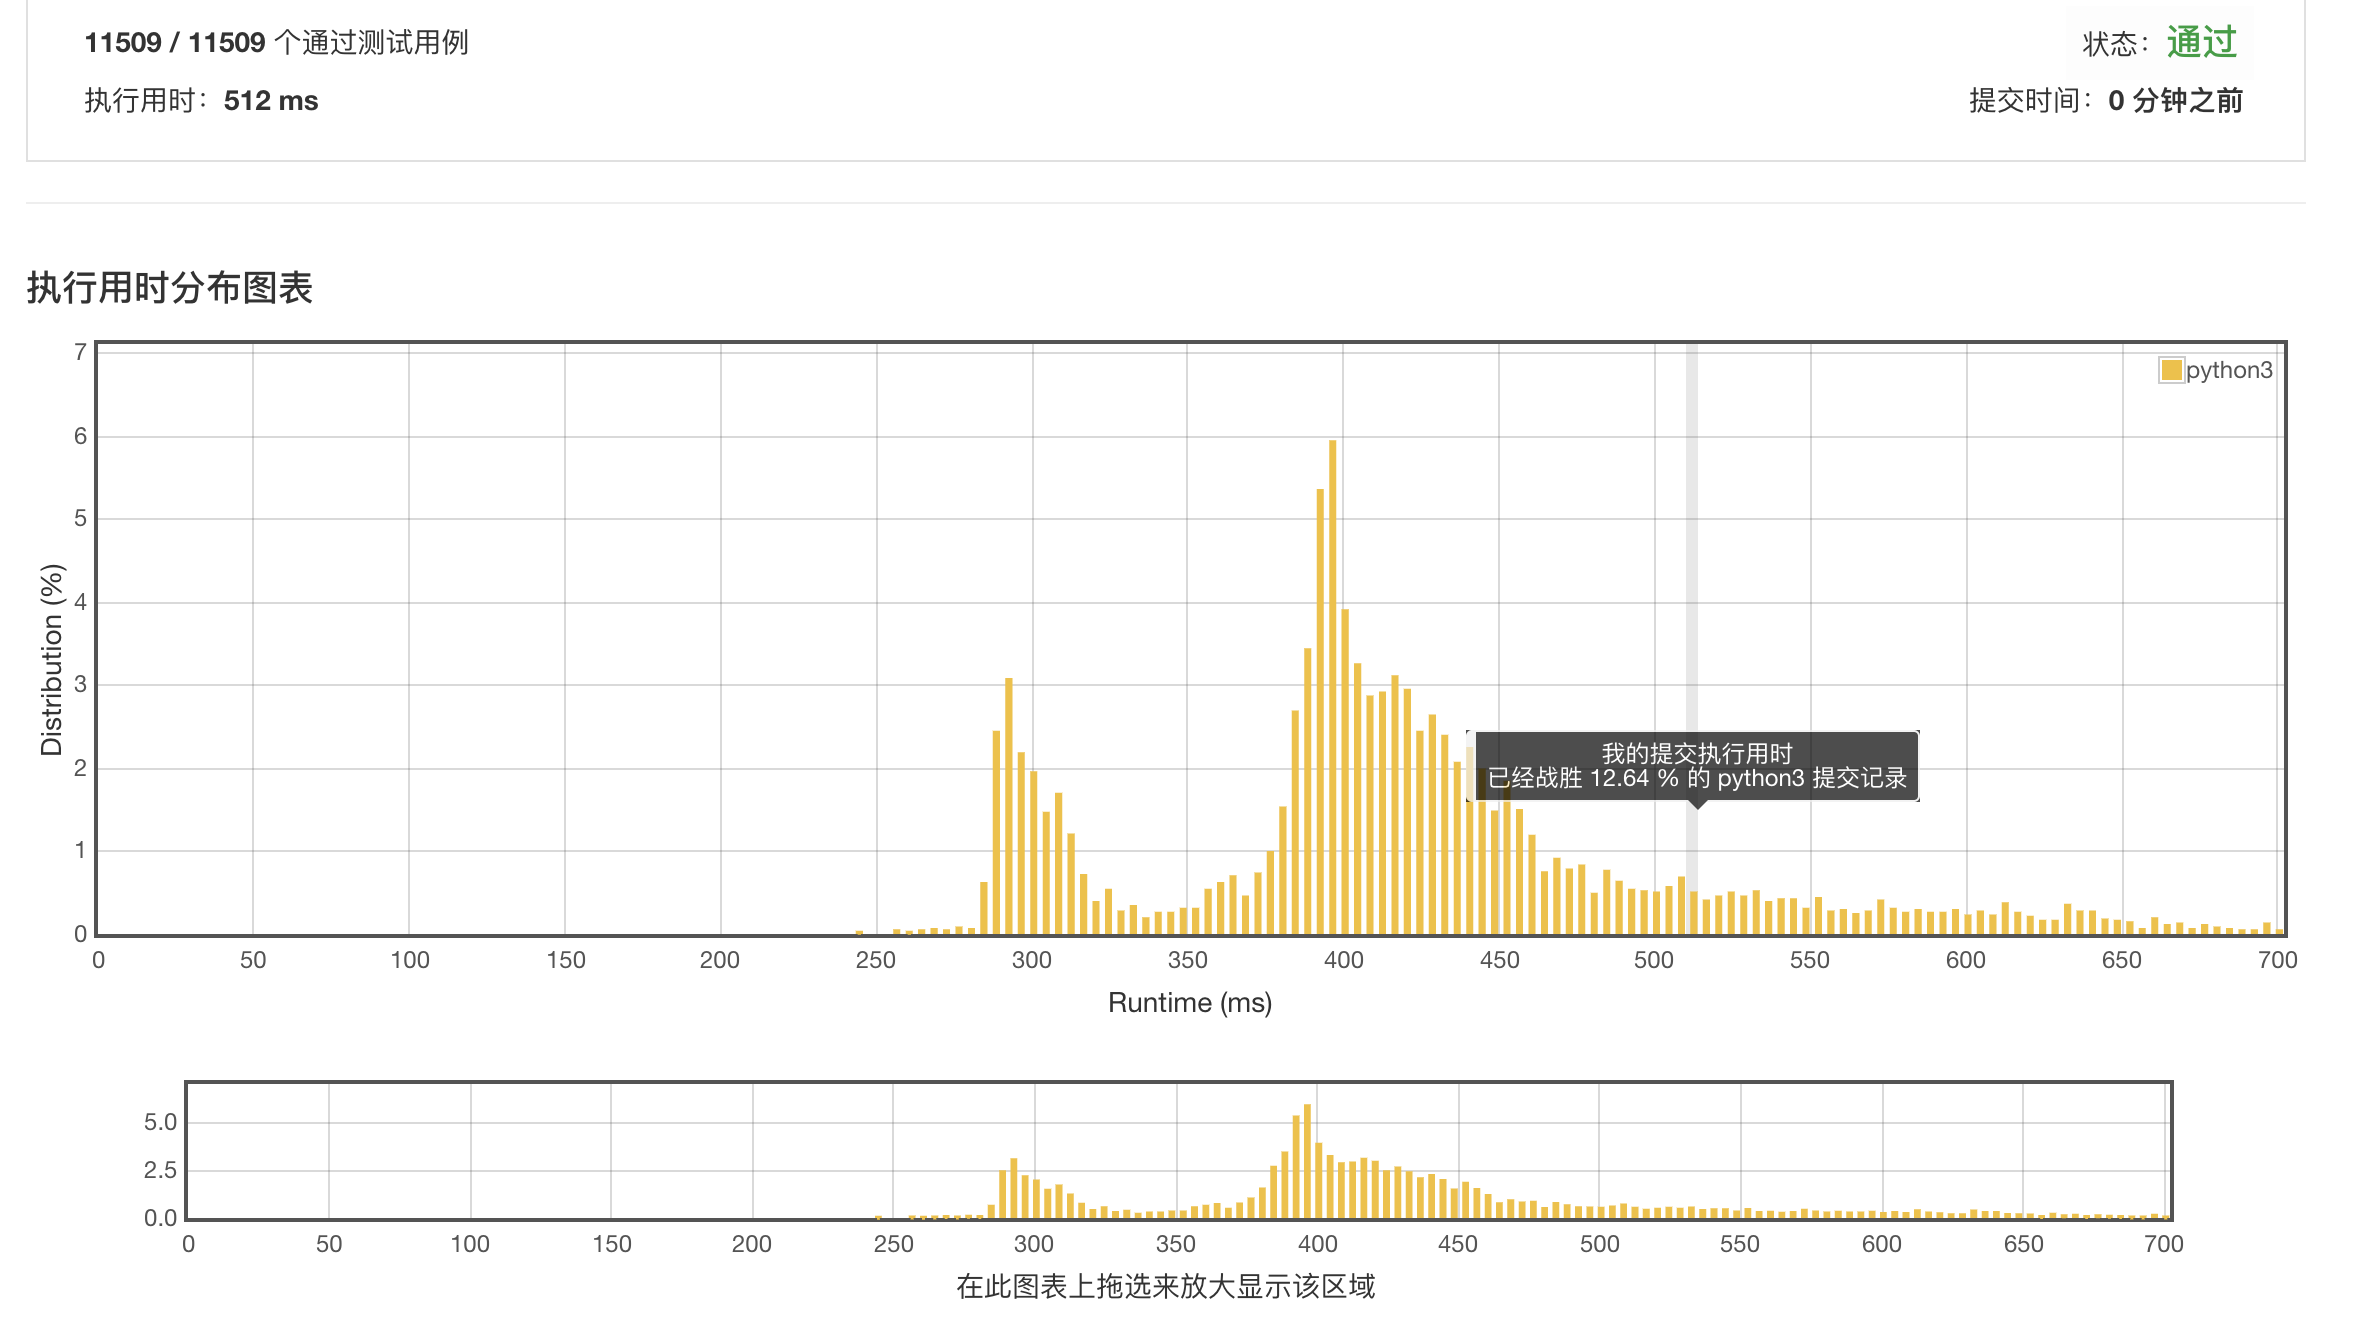 11509 / 11509 个通过测试用例
状态：通过
执行用时：512 ms
提交时间：0 分钟之前
执行用时分布图表
7
python3
6
5
4
3
2
1
0
Distribution (%)
我的提交执行用时
已经战胜 12.64 % 的 python3 提交记录
0 50 100 150 200 250 300 350 400 450 500 550 600 650 700
Runtime (ms)
5.0
2.5
0.0
0 50 100 150 200 250 300 350 400 450 500 550 600 650 700
在此图表上拖选来放大显示该区域